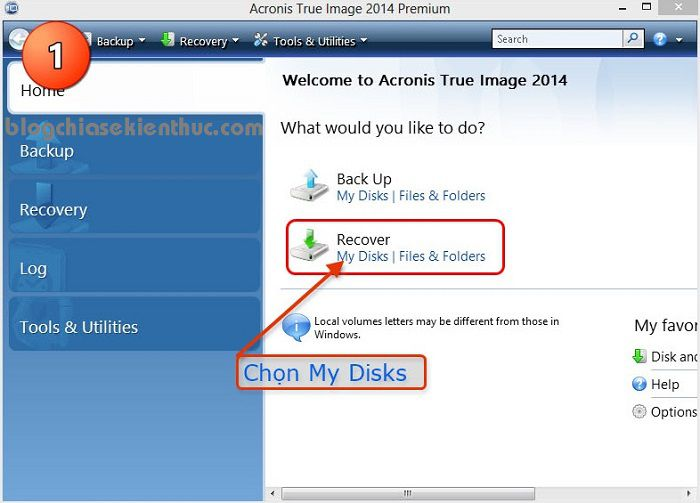 Acronis True Image 2014 Premium
1
Backup
Recovery
Tools & Utilities
Search
Home
blogchiasekienthuc.com
Backup
Recovery
Log
Tools & Utilities
Welcome to Acronis True Image 2014
What would you like to do?
Back Up
My Disks | Files & Folders
Recover
My Disks | Files & Folders
Local volumes letters may be different from those in
Windows.
My favor
Disk and
Help
Options
Chọn My Disks